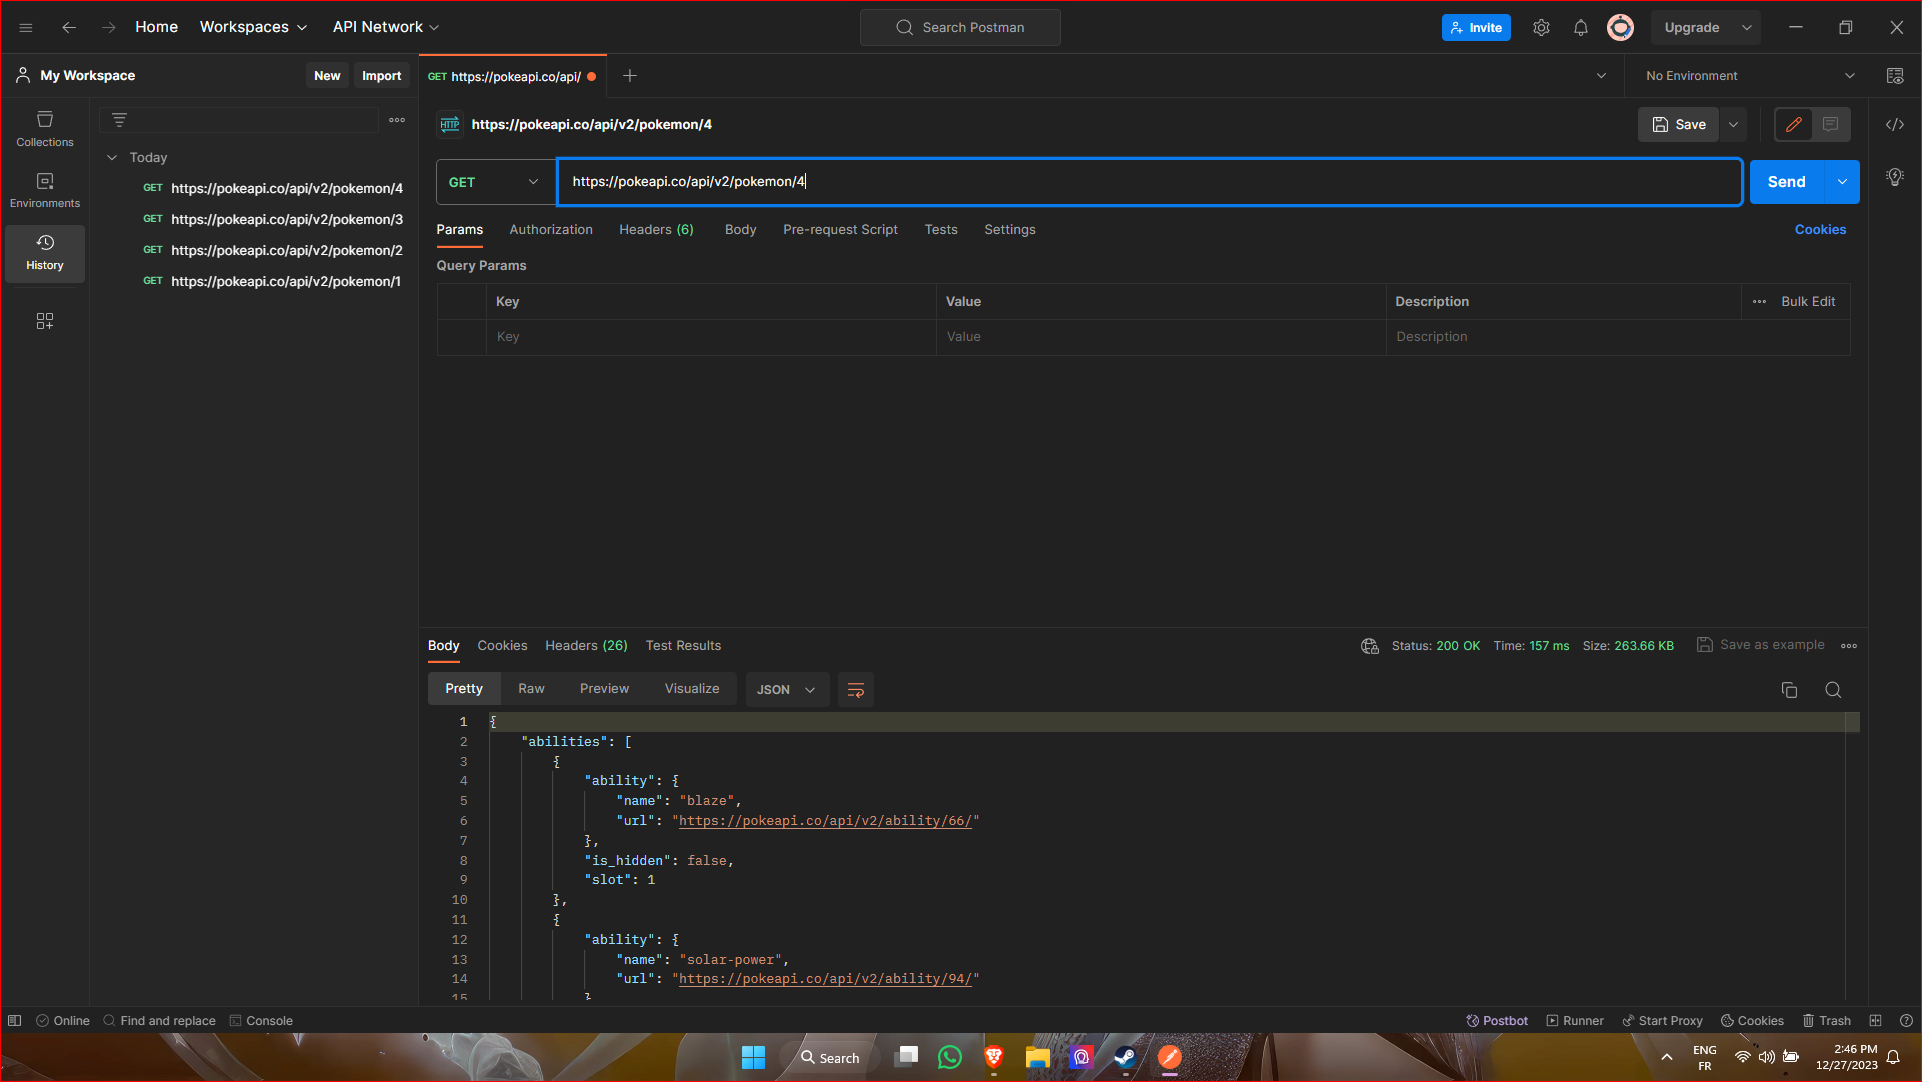 Home
Workspaces
API Network
Search Postman
Invite
Upgrade
My Workspace
New
Import
GET https://pokeapi.co/api/
No Environment
Collections
Environments
History
Today
GET https://pokeapi.co/api/v2/pokemon/4
GET https://pokeapi.co/api/v2/pokemon/3
GET https://pokeapi.co/api/v2/pokemon/2
GET https://pokeapi.co/api/v2/pokemon/1
HTTP https://pokeapi.co/api/v2/pokemon/4
Save
GET
https://pokeapi.co/api/v2/pokemon/4
Send
Params Authorization Headers (6) Body Pre-request Script Tests Settings
Cookies
Query Params
Key Value Description Bulk Edit
Key Value Description
Body Cookies Headers (26) Test Results
Status: 200 OK Time: 157 ms Size: 263.66 KB
Save as example
Pretty Raw Preview Visualize JSON
1 {
2 "abilities": [
3 {
4 "ability": {
5 "name": "blaze",
6 "url": "https://pokeapi.co/api/v2/ability/66/"
7 },
8 "is_hidden": false,
9 "slot": 1
10 },
11 {
12 "ability": {
13 "name": "solar-power",
14 "url": "https://pokeapi.co/api/v2/ability/94/"
15 }
Online Find and replace Console
Postbot Runner Start Proxy Cookies Trash
Search
ENG
FR
2:46 PM
12/27/2023